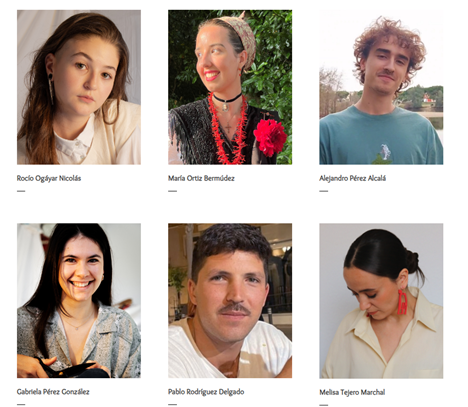 Rocío Ogáyar Nicolás
María Ortiz Bermúdez
Alejandro Pérez Alcalá
Gabriela Pérez González
Pablo Rodríguez Delgado
Melisa Tejero Marchal